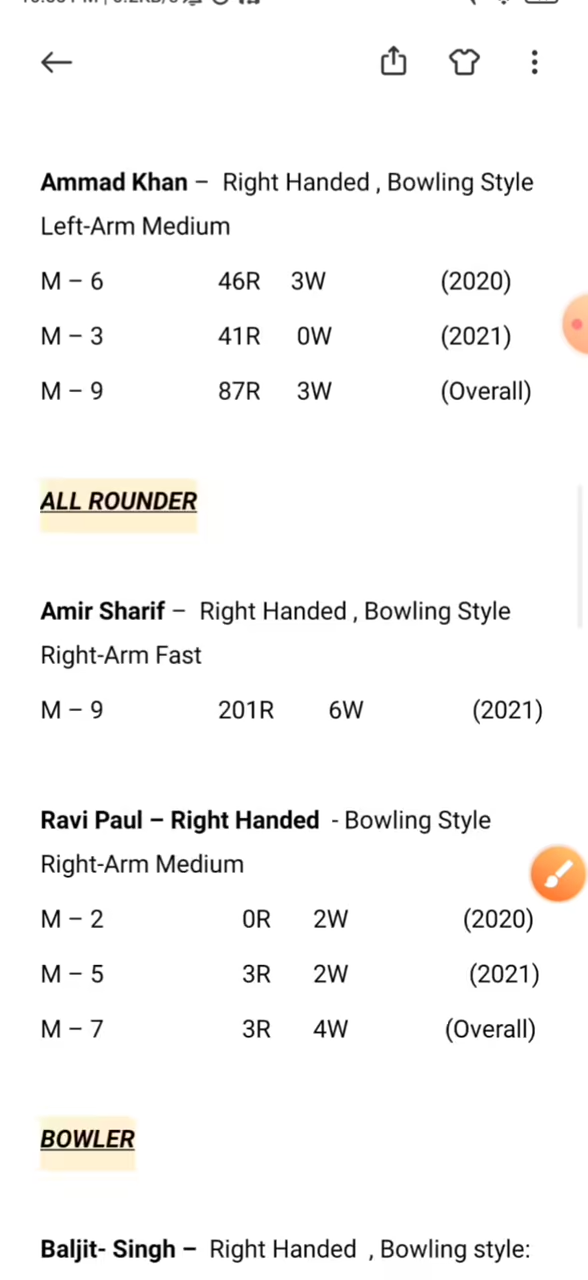 Ammad Khan – Right Handed , Bowling Style
Left-Arm Medium
M – 6 46R 3W (2020)
M – 3 41R 0W (2021)
M – 9 87R 3W (Overall)
ALL ROUNDER
Amir Sharif – Right Handed , Bowling Style
Right-Arm Fast
M – 9 201R 6W (2021)
Ravi Paul – Right Handed - Bowling Style
Right-Arm Medium
M – 2 0R 2W (2020)
M – 5 3R 2W (2021)
M – 7 3R 4W (Overall)
BOWLER
Baljit- Singh – Right Handed , Bowling style: